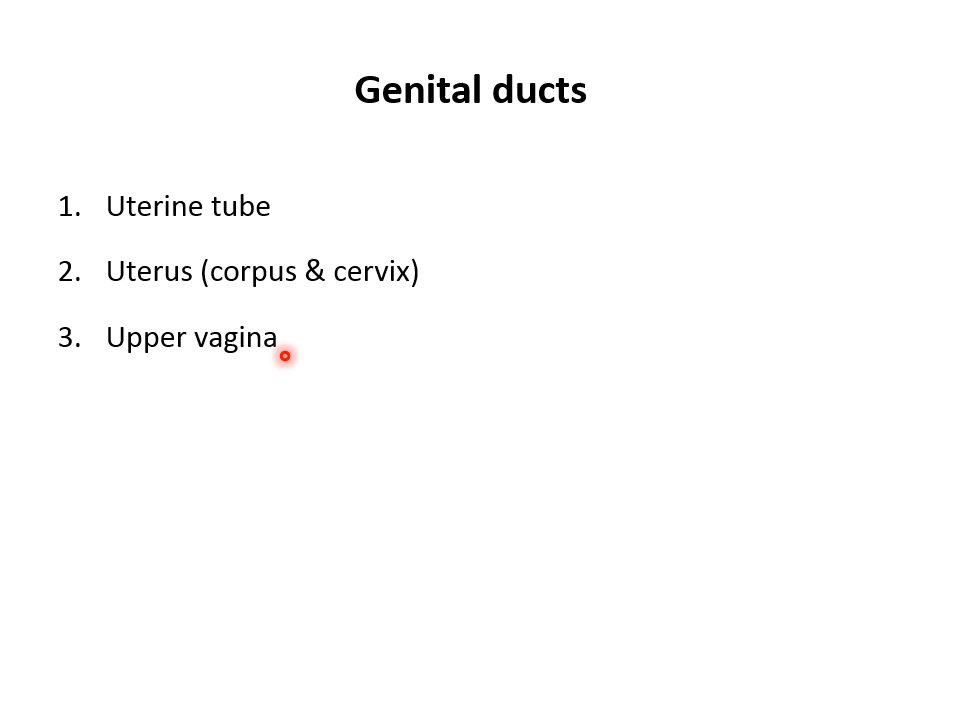 Genital ducts
1. Uterine tube
2. Uterus (corpus & cervix)
3. Upper vagina